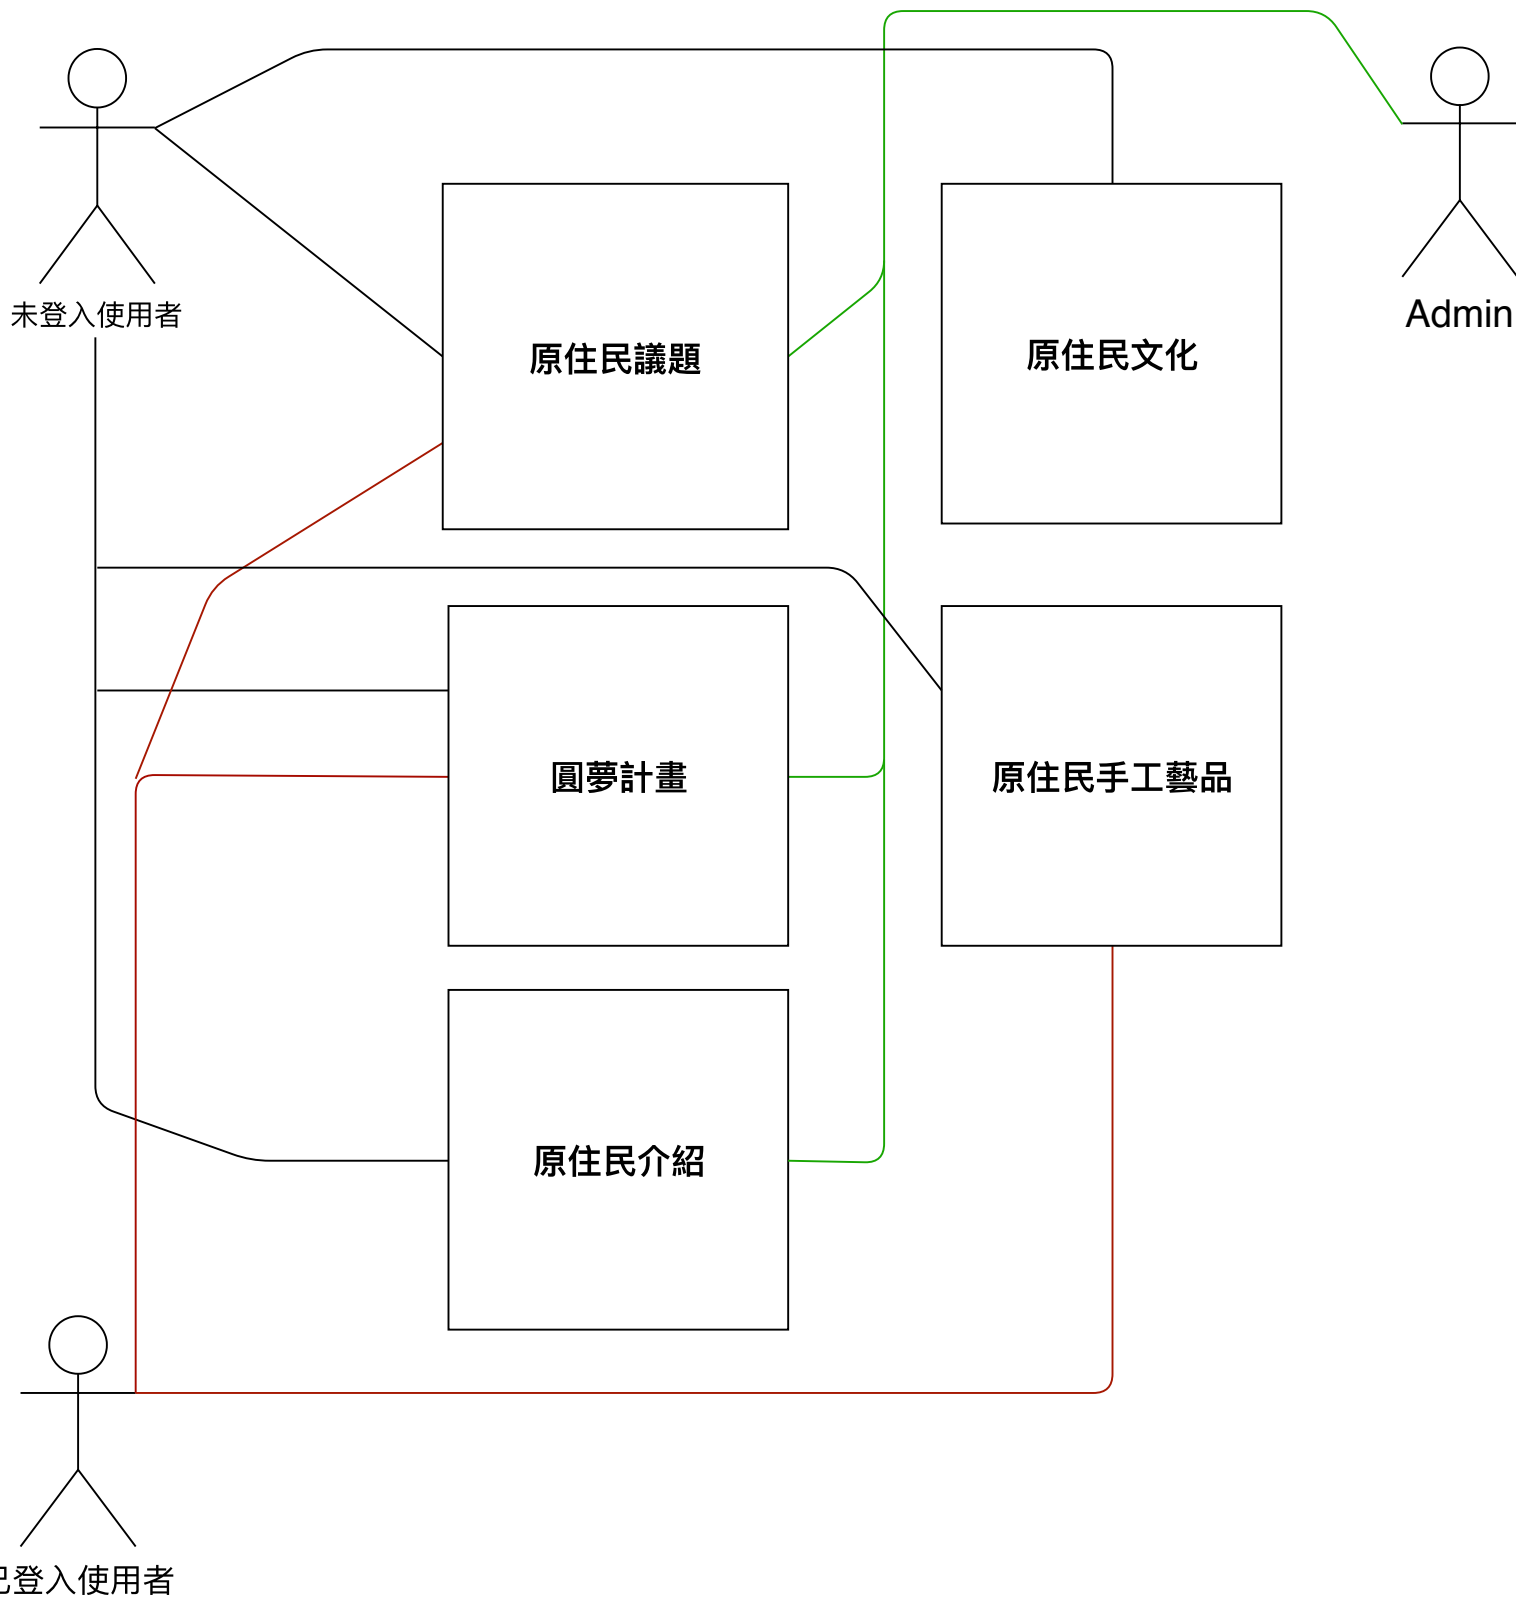 未登入使用者
Admin
原住民議題
原住民文化
圓夢計畫
原住民手工藝品
原住民介紹
已登入使用者